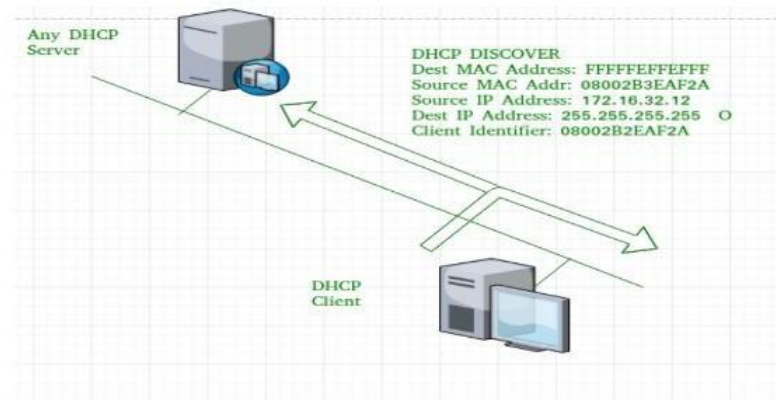 Any DHCP
Server
DHCP DISCOVER
Dest MAC Address: FFFFFEFFEFFF
Source MAC Addr: 08002B3EAF2A
Source IP Address: 172.16.32.12
Dest IP Address: 255.255.255.255 O
Client Identifier: 08002B2EAF2A
DHCP
Client